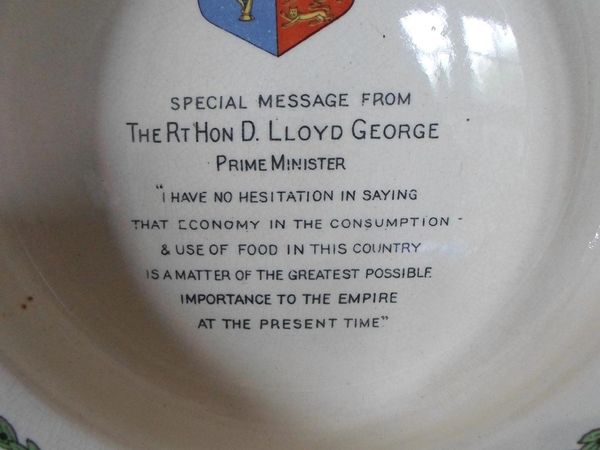 SPECIAL MESSAGE FROM
THE RT HON D. LLOYD GEORGE
PRIME MINISTER
"I HAVE NO HESITATION IN SAYING
THAT ECONOMY IN THE CONSUMPTION
& USE OF FOOD IN THIS COUNTRY
IS A MATTER OF THE GREATEST POSSIBLE
IMPORTANCE TO THE EMPIRE
AT THE PRESENT TIME"